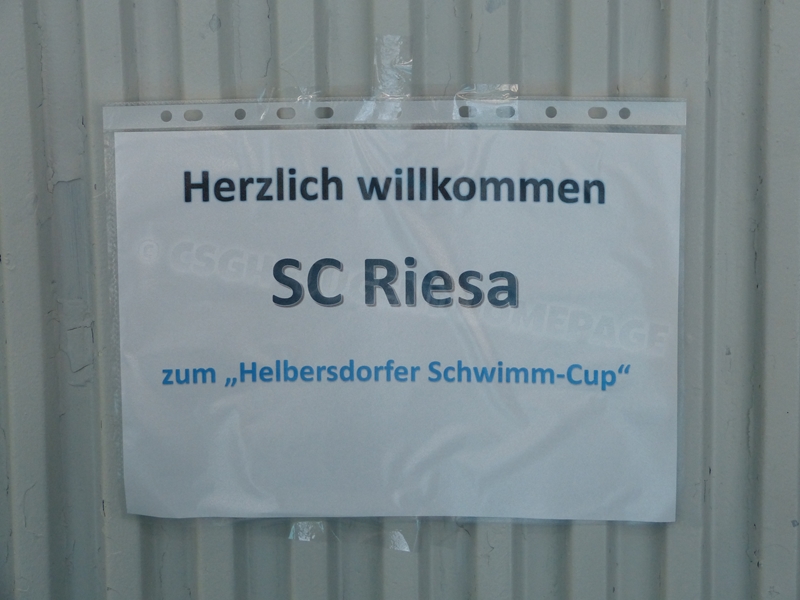 Herzlich willkommen
SC Riesa
zum „Helbersdorfer Schwimm-Cup“